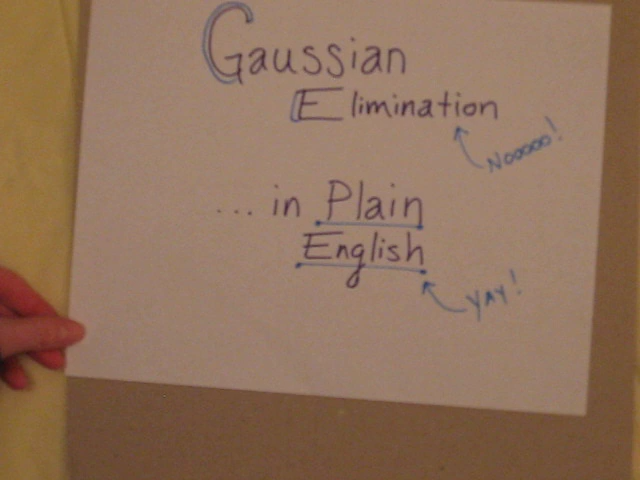 Gaussian
Elimination
Nooooo!
... in Plain
English
YAY!